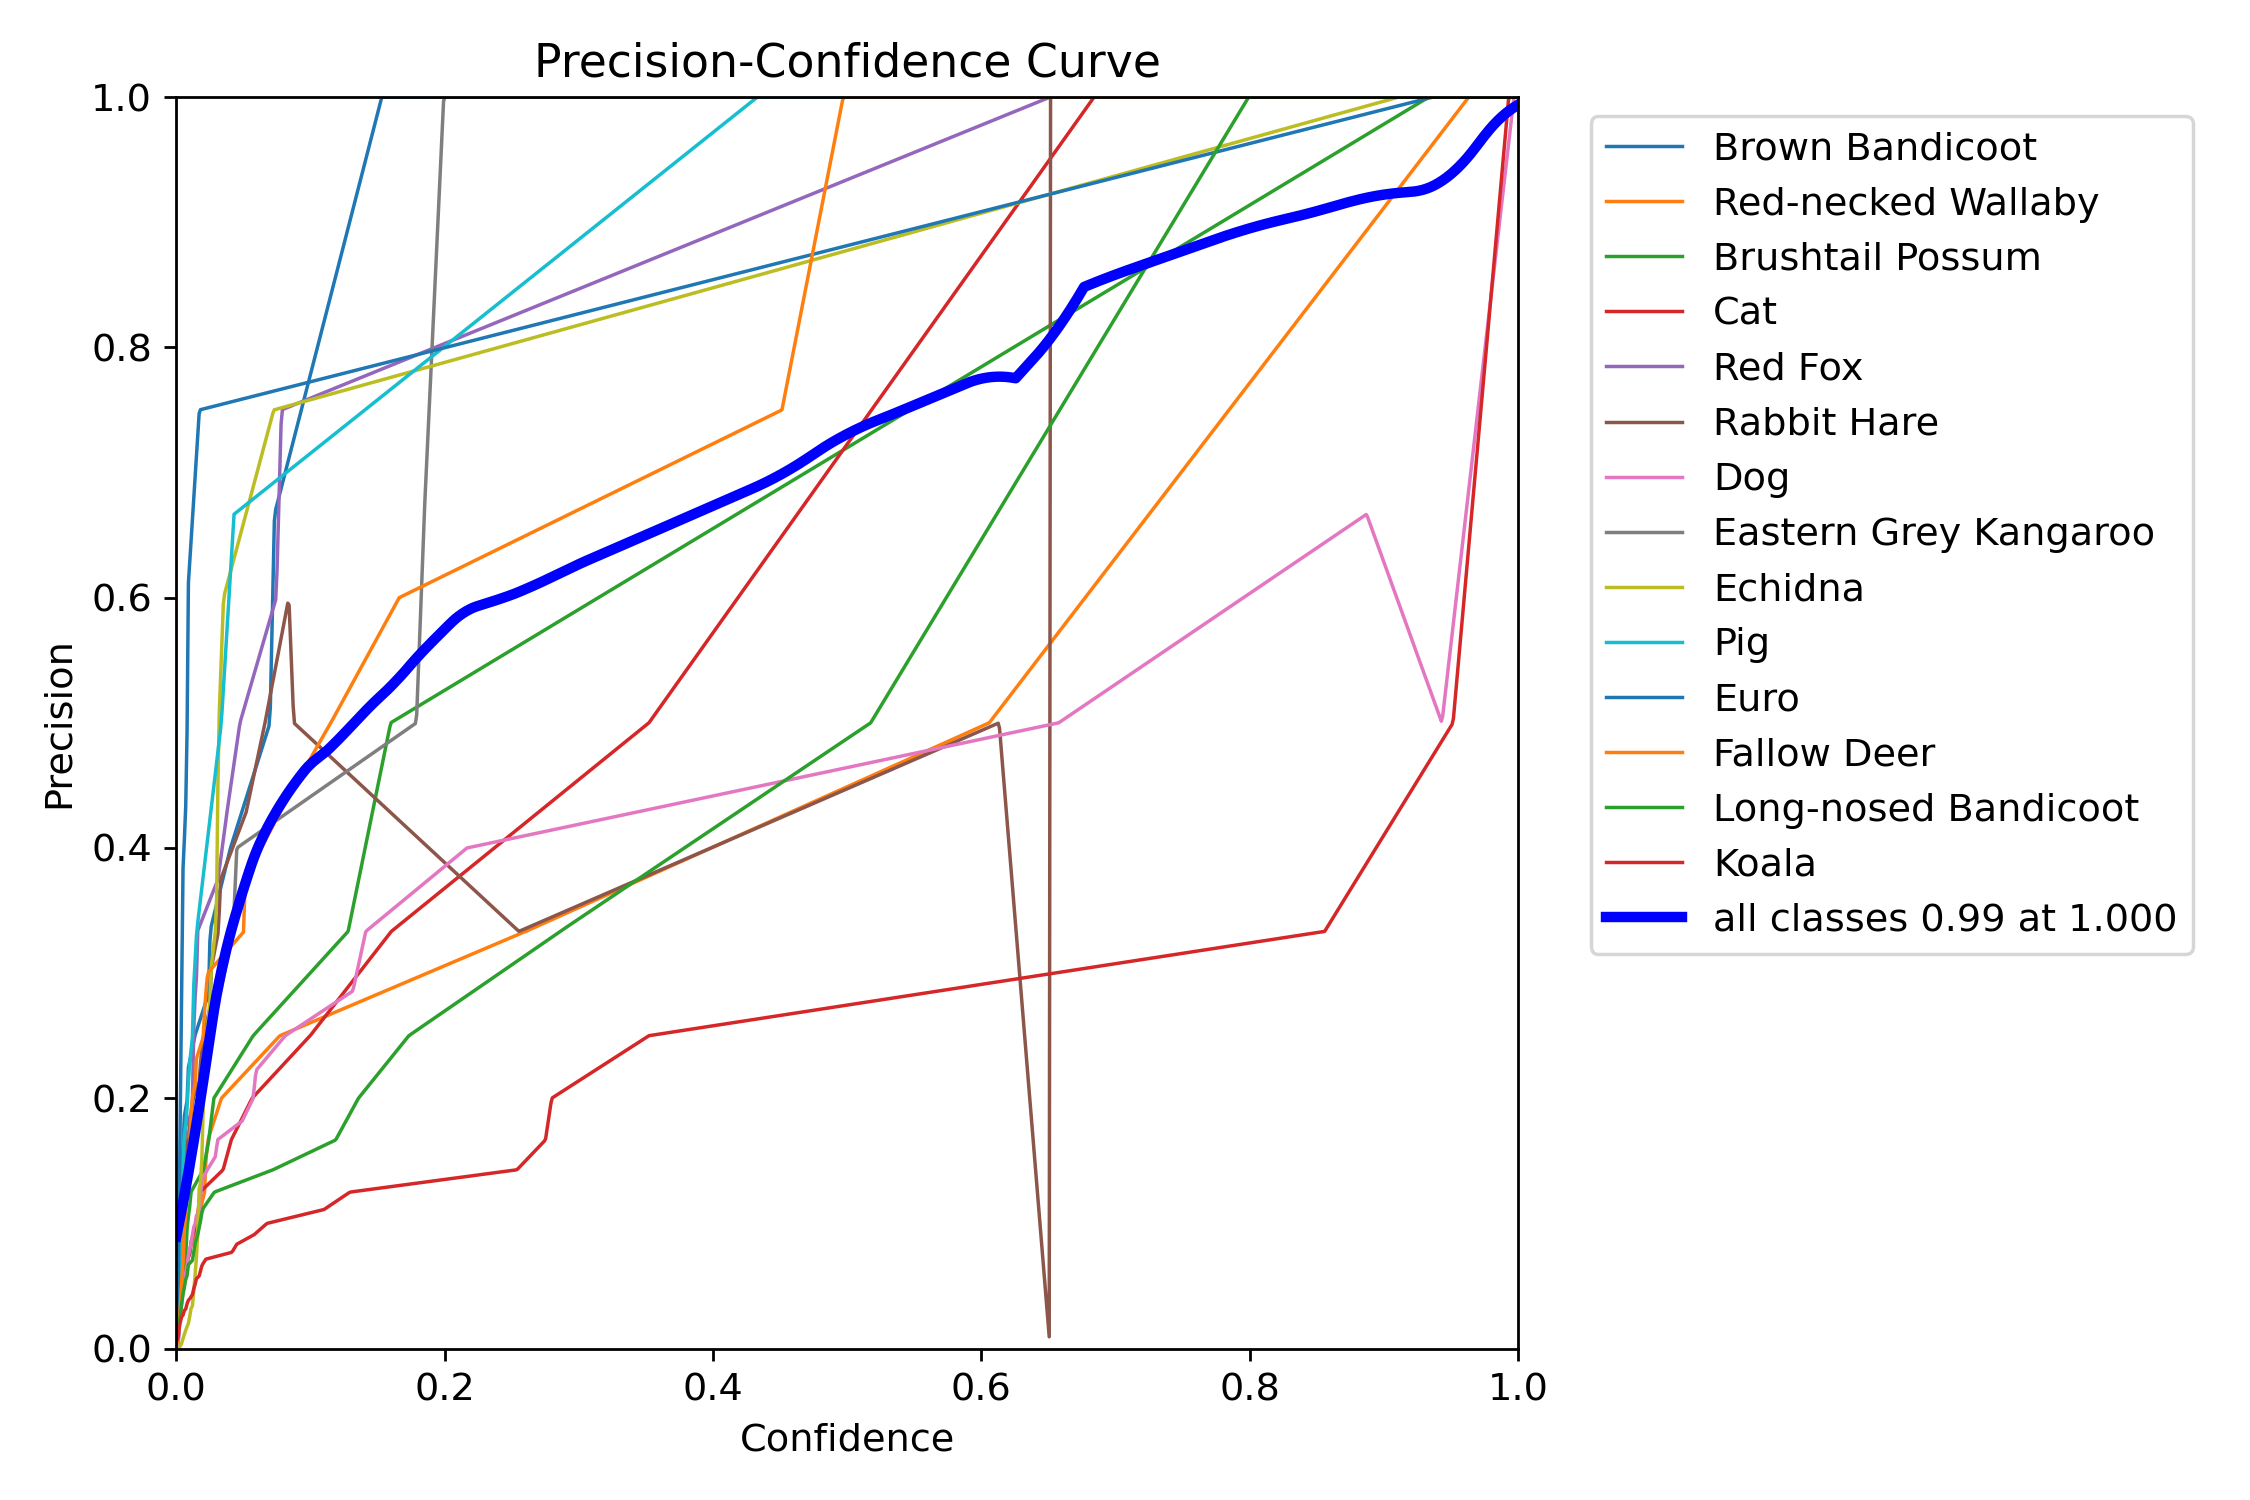 Precision-Confidence Curve
1.0
0.8
0.6
0.4
0.2
0.0
Precision
0.0 0.2 0.4 0.6 0.8 1.0
Confidence
Brown Bandicoot
Red-necked Wallaby
Brushtail Possum
Cat
Red Fox
Rabbit Hare
Dog
Eastern Grey Kangaroo
Echidna
Pig
Euro
Fallow Deer
Long-nosed Bandicoot
Koala
all classes 0.99 at 1.000